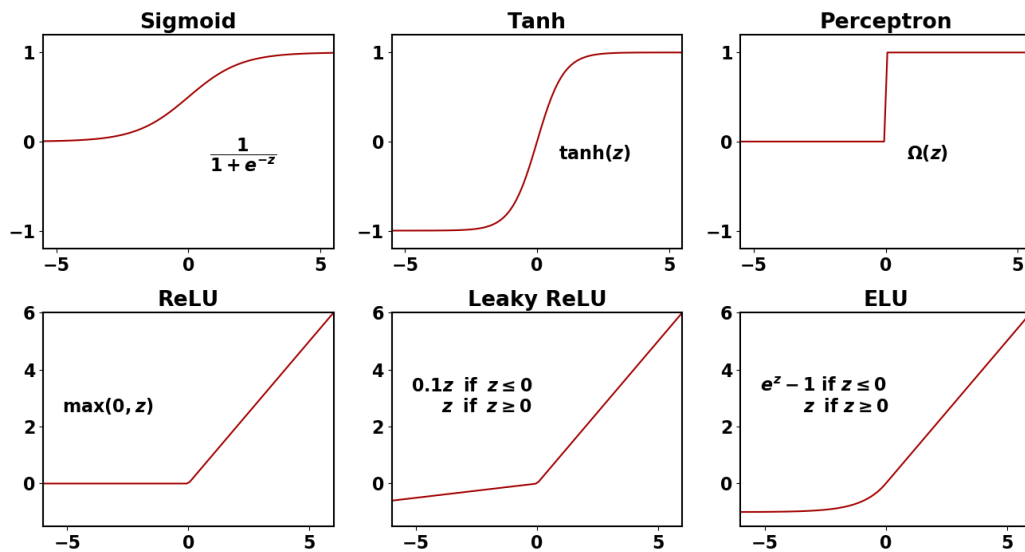 Sigmoid
1
0
−1
−5 0 5
1
1 + e^{−z}
Tanh
1
0
−1
−5 0 5
tanh(z)
Perceptron
1
0
−1
−5 0 5
Ω(z)
ReLU
6
4
2
0
−5 0 5
max(0, z)
Leaky ReLU
6
4
2
0
−5 0 5
0.1z if z ≤ 0
z if z ≥ 0
ELU
6
4
2
0
−5 0 5
e^z − 1 if z ≤ 0
z if z ≥ 0